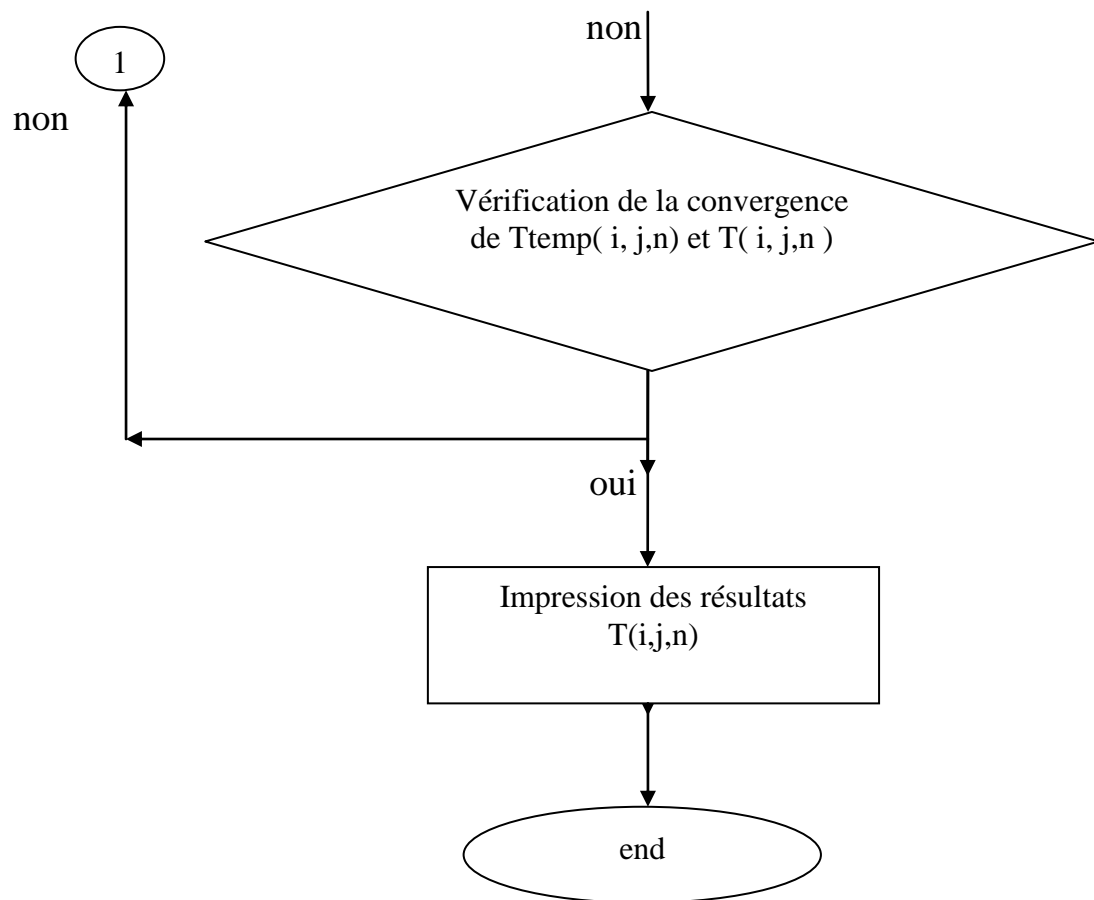 non
1
non
Vérification de la convergence
de Ttemp( i, j,n) et T( i, j,n )
oui
Impression des résultats
T(i,j,n)
end